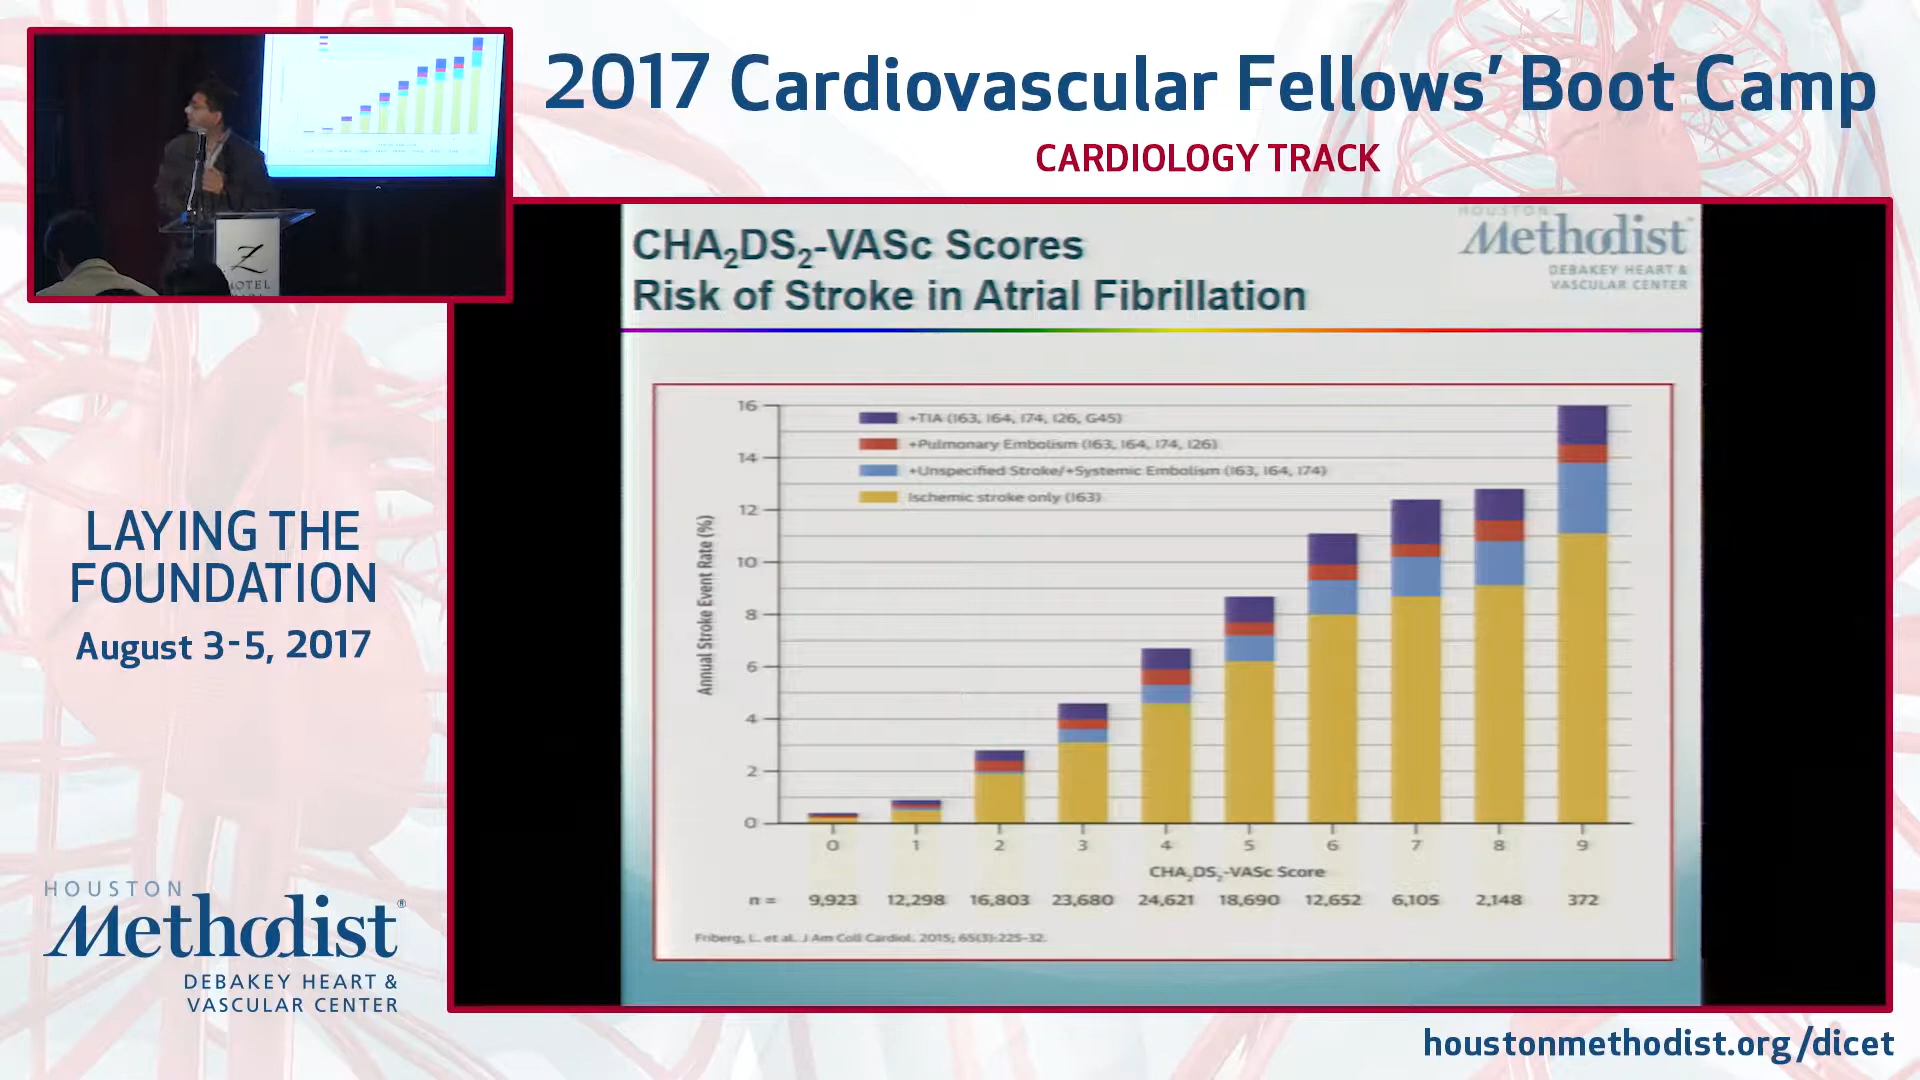 2017 Cardiovascular Fellows' Boot Camp
CARDIOLOGY TRACK
Z
HOTEL
LAYING THE
FOUNDATION
August 3-5, 2017
HOUSTON
Methodist®
DEBAKEY HEART &
VASCULAR CENTER
CHA₂DS₂-VASc Scores
Risk of Stroke in Atrial Fibrillation
HOUSTON
Methodist
DEBAKEY HEART &
VASCULAR CENTER
+TIA (I63, I64, I74, I26, G45)
+Pulmonary Embolism (I63, I64, I74, I26)
+Unspecified Stroke/+Systemic Embolism (I63, I64, I74)
Ischemic stroke only (I63)
Annual Stroke Event Rate (%)
16
14
12
10
8
6
4
2
0
0 1 2 3 4 5 6 7 8 9
CHA₂DS₂-VASc Score
n = 9,923 12,298 16,803 23,680 24,621 18,690 12,652 6,105 2,148 372
Friberg, L. et al. J Am Coll Cardiol. 2015; 65(3):225-32.
houstonmethodist.org/dicet